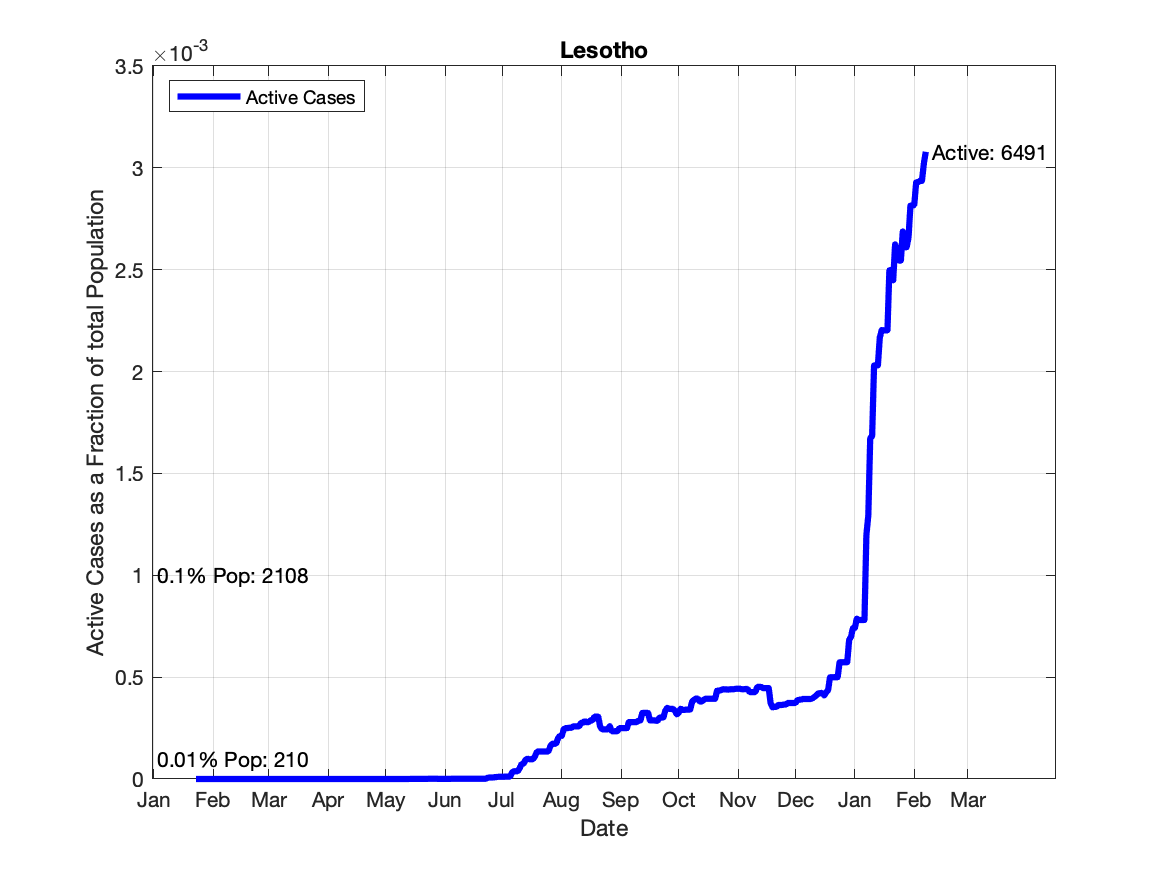 Lesotho
×10-3
3.5
3
2.5
2
1.5
1
0.5
0
Active Cases
Active: 6491
0.1% Pop: 2108
0.01% Pop: 210
Active Cases as a Fraction of total Population
Jan Feb Mar Apr May Jun Jul Aug Sep Oct Nov Dec Jan Feb Mar
Date